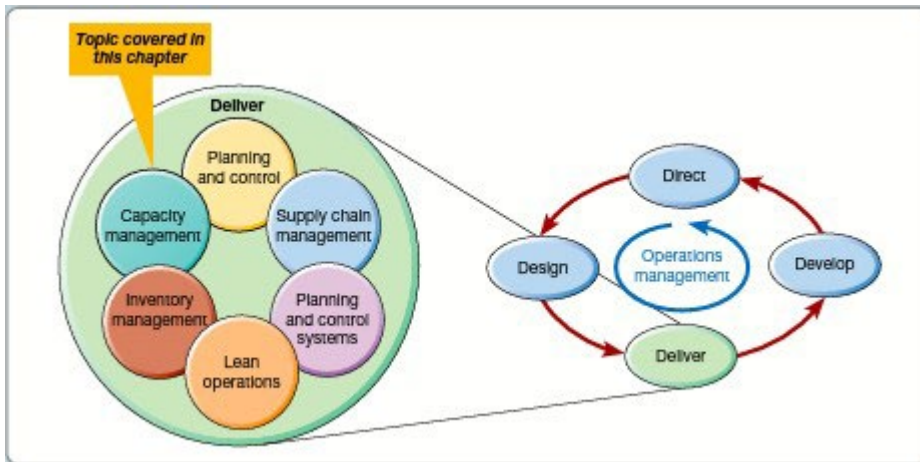 Topic covered in
this chapter
Deliver
Planning
and control
Capacity
management
Supply chain
management
Inventory
management
Planning
and control
systems
Lean
operations
Direct
Design
Operations
management
Develop
Deliver